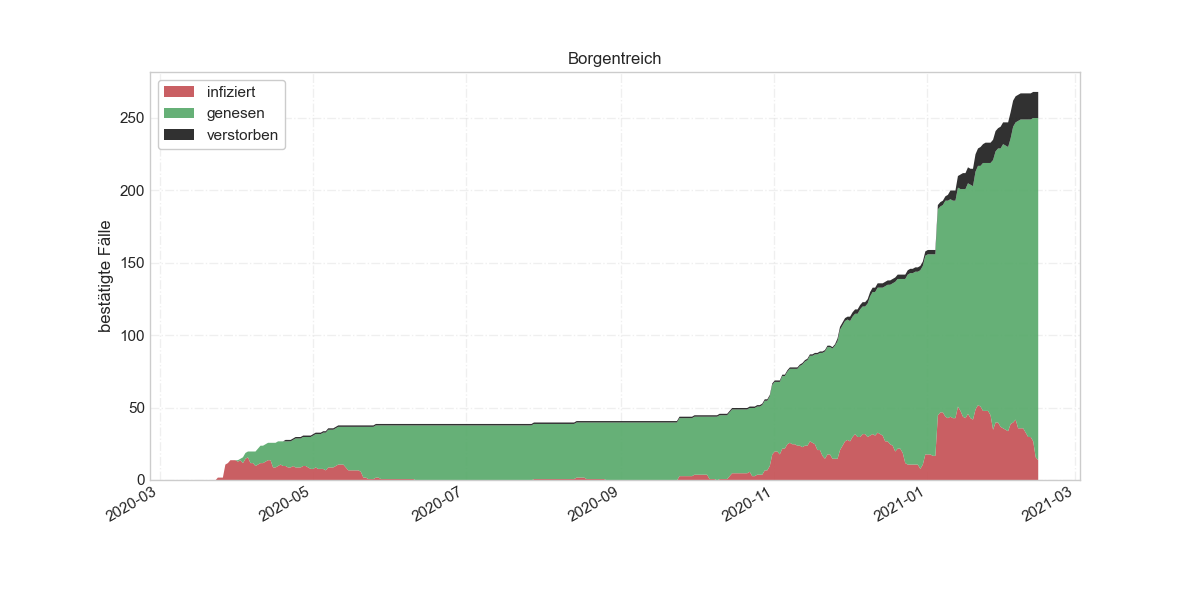 Borgentreich
infiziert
genesen
verstorben
bestätigte Fälle
250
200
150
100
50
0
2020-03
2020-05
2020-07
2020-09
2020-11
2021-01
2021-03